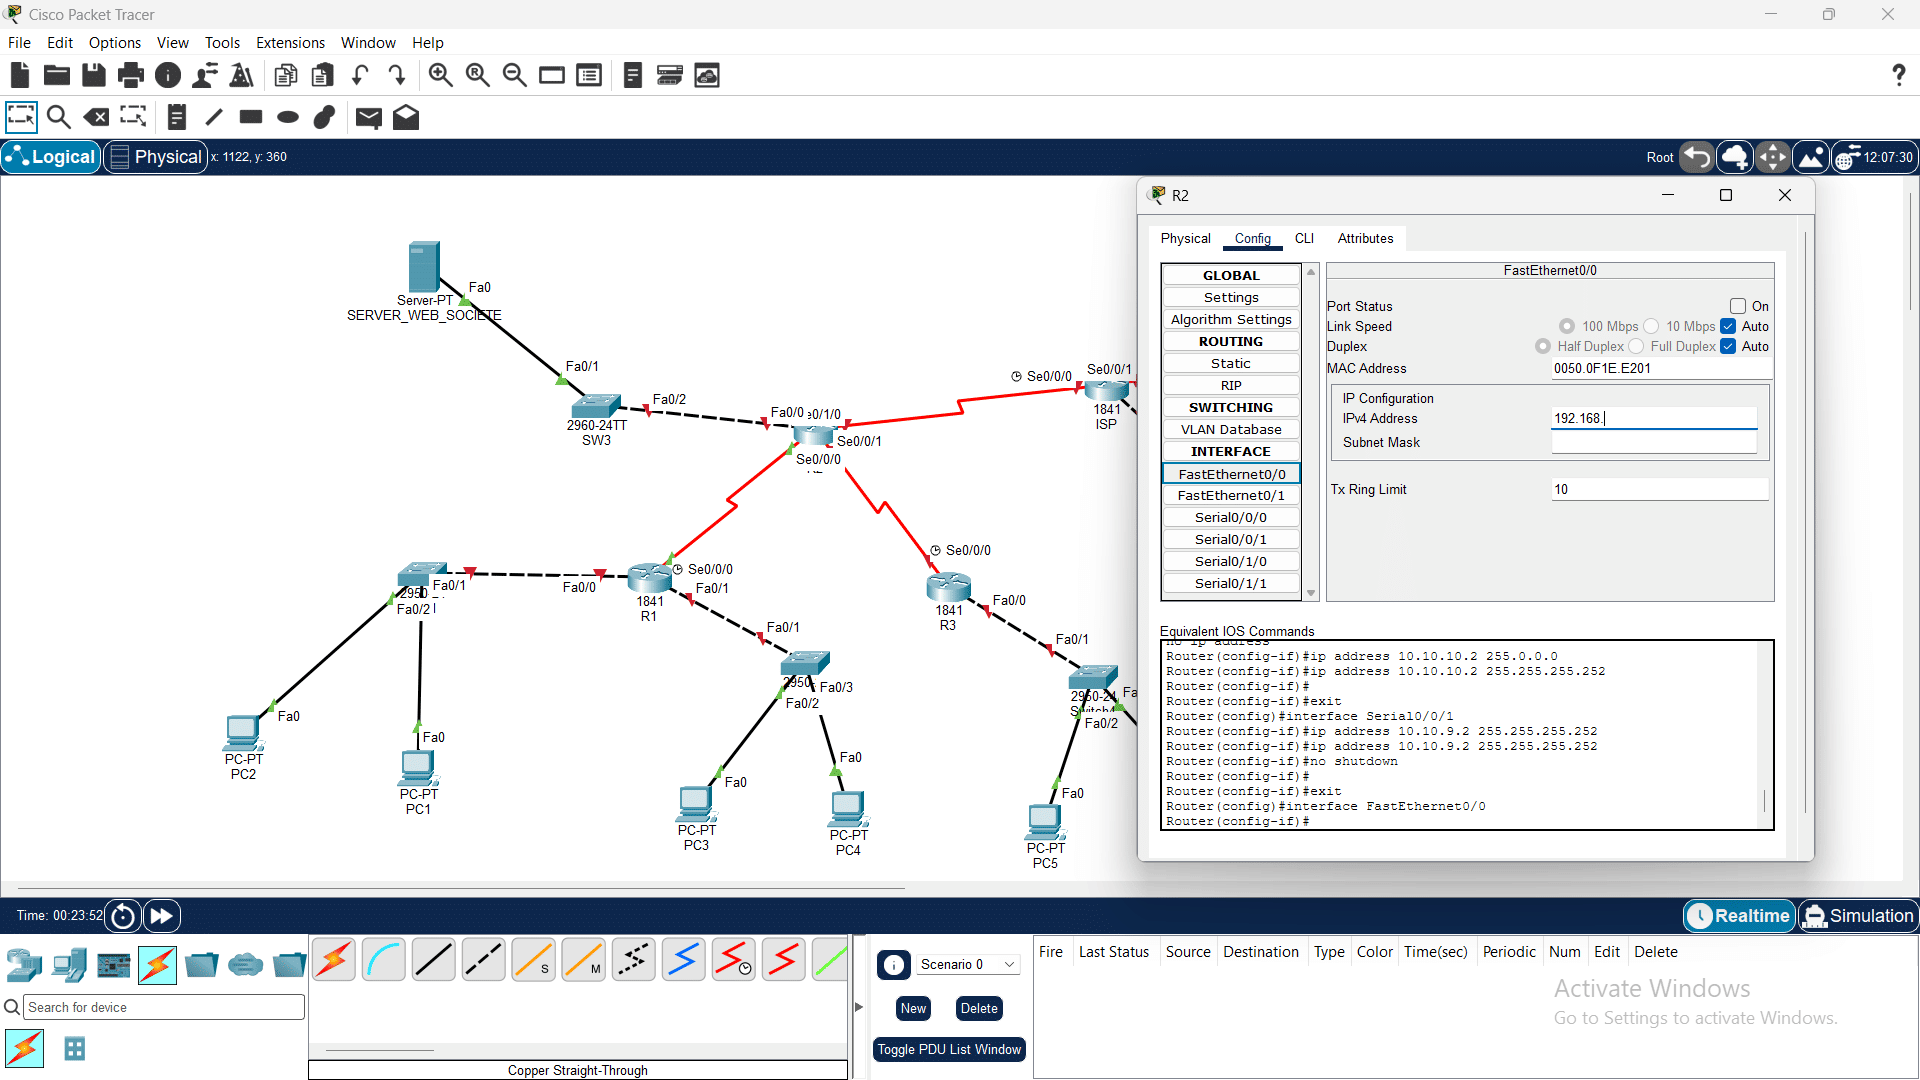 Cisco Packet Tracer
File Edit Options View Tools Extensions Window Help
Logical Physical x: 1122, y: 360 Root 12:07:30
Server-PT
SERVER_WEB_SOCIETE
Fa0
Fa0/1
2960-24TT
SW3
Fa0/2
Fa0/0
Se0/0/1
Se0/0/0
Se0/0/0
Se0/0/1
1841
ISP
Fa0/1
Fa0/2
Fa0/0
Se0/0/0
Fa0/1
1841
R1
Se0/0/0
1841
R3
Fa0/0
Fa0/1
Fa0/1
Fa0/3
Fa0/2
Fa0/2
Fa0
PC-PT
PC2
Fa0
PC-PT
PC1
Fa0
PC-PT
PC3
Fa0
PC-PT
PC4
Fa0
PC-PT
PC5
R2
Physical Config CLI Attributes
GLOBAL
Settings
Algorithm Settings
ROUTING
Static
RIP
SWITCHING
VLAN Database
INTERFACE
FastEthernet0/0
FastEthernet0/1
Serial0/0/0
Serial0/0/1
Serial0/1/0
Serial0/1/1
FastEthernet0/0
Port Status On
Link Speed 100 Mbps 10 Mbps Auto
Duplex Half Duplex Full Duplex Auto
MAC Address 0050.0F1E.E201
IP Configuration
IPv4 Address 192.168.
Subnet Mask
Tx Ring Limit 10
Equivalent IOS Commands
no ip address
Router(config-if)#ip address 10.10.10.2 255.0.0.0
Router(config-if)#ip address 10.10.10.2 255.255.255.252
Router(config-if)#
Router(config-if)#exit
Router(config)#interface Serial0/0/1
Router(config-if)#ip address 10.10.9.2 255.255.255.252
Router(config-if)#ip address 10.10.9.2 255.255.255.252
Router(config-if)#no shutdown
Router(config-if)#
Router(config-if)#exit
Router(config)#interface FastEthernet0/0
Router(config-if)#
Time: 00:23:52 Realtime Simulation
Search for device
S M
Copper Straight-Through
Scenario 0
New Delete
Toggle PDU List Window
Fire Last Status Source Destination Type Color Time(sec) Periodic Num Edit Delete
Activate Windows
Go to Settings to activate Windows.